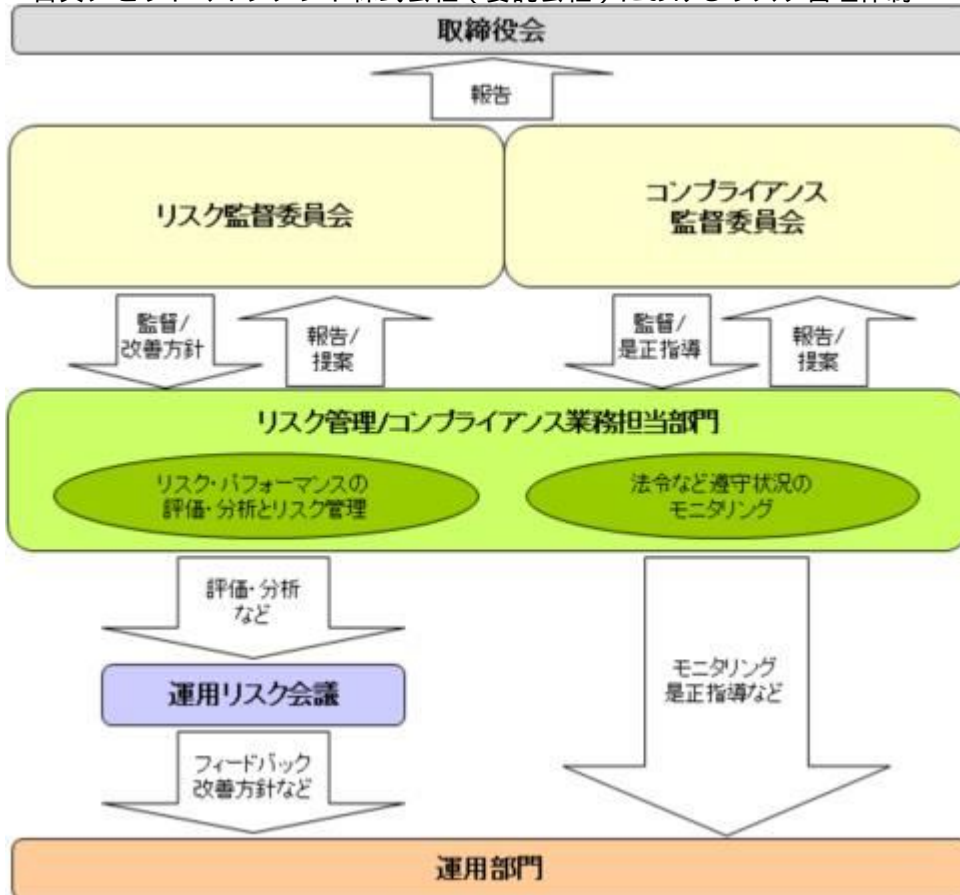 取締役会
報告
リスク監督委員会
コンプライアンス
監督委員会
監督/
改善方針
報告/
提案
監督/
是正指導
報告/
提案
リスク管理/コンプライアンス業務担当部門
リスク・パフォーマンスの
評価・分析とリスク管理
法令など遵守状況の
モニタリング
評価・分析
など
運用リスク会議
モニタリング
是正指導など
フィードバック
改善方針など
運用部門